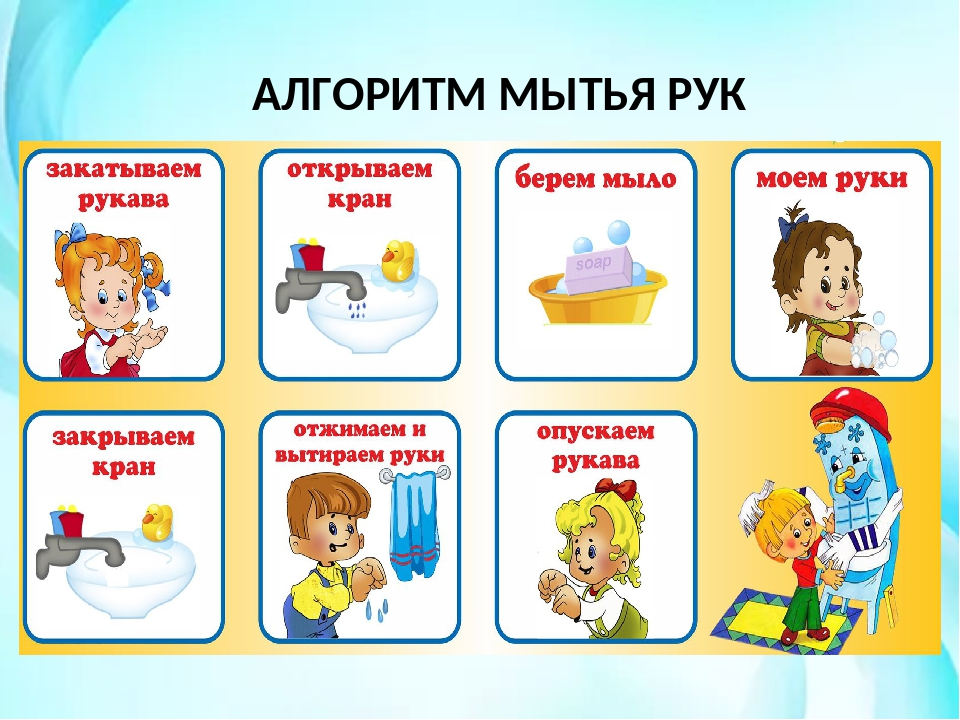 АЛГОРИТМ МЫТЬЯ РУК
закатываем
рукава
открываем
кран
берем мыло
soap
моем руки
закрываем
кран
отжимаем и
вытираем руки
опускаем
рукава